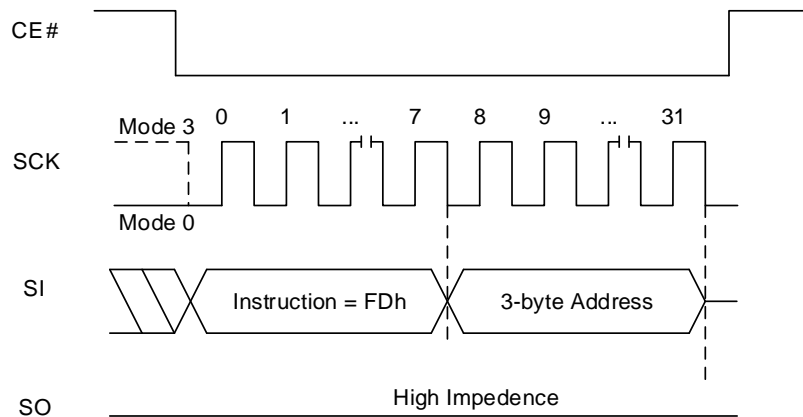 CE#
Mode 3 0 1 ... 7 8 9 ... 31
SCK
Mode 0
SI
Instruction = FDh 3-byte Address
High Impedence
SO